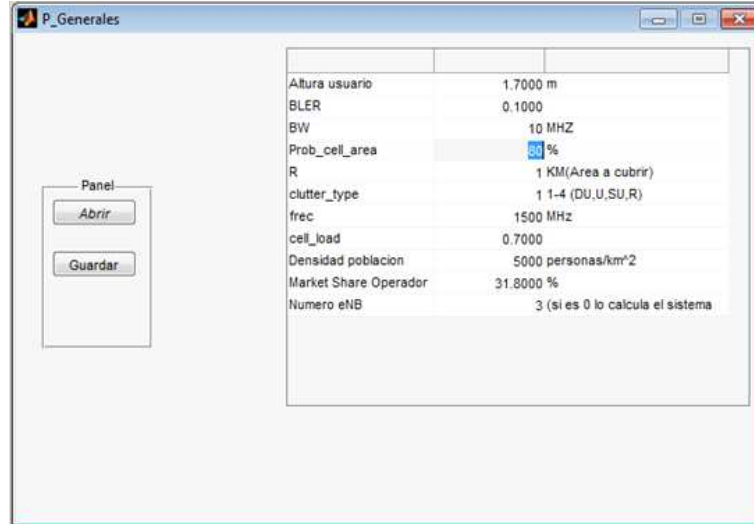 P_Generales
Altura usuario 1.7000 m
BLER 0.1000
BW 10 MHZ
Prob_cell_area 80 %
R 1 KM(Area a cubrir)
clutter_type 1 1-4 (DU,U,SU,R)
frec 1500 MHz
cell_load 0.7000
Densidad poblacion 5000 personas/km^2
Market Share Operador 31.8000 %
Numero eNB 3 (si es 0 lo calcula el sistema
Panel
Abrir
Guardar